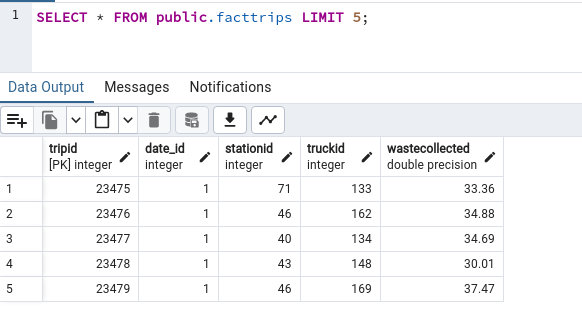 1 SELECT * FROM public.facttrips LIMIT 5;
Data Output Messages Notifications
tripid date_id stationid truckid wastecollected
[PK] integer integer integer integer double precision
1 23475 1 71 133 33.36
2 23476 1 46 162 34.88
3 23477 1 40 134 34.69
4 23478 1 43 148 30.01
5 23479 1 46 169 37.47